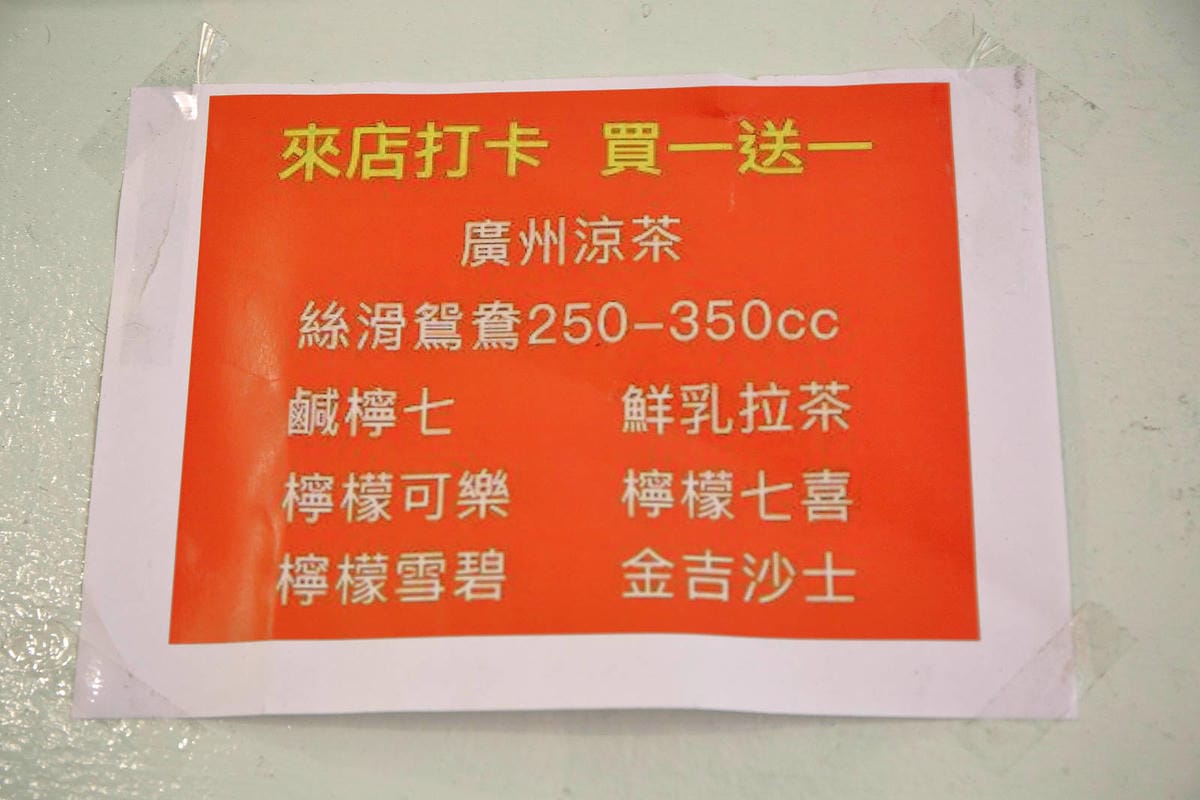 來店打卡 買一送一
廣州涼茶
絲滑鴛鴦250-350cc
鹹檸七 鮮乳拉茶
檸檬可樂 檸檬七喜
檸檬雪碧 金吉沙士